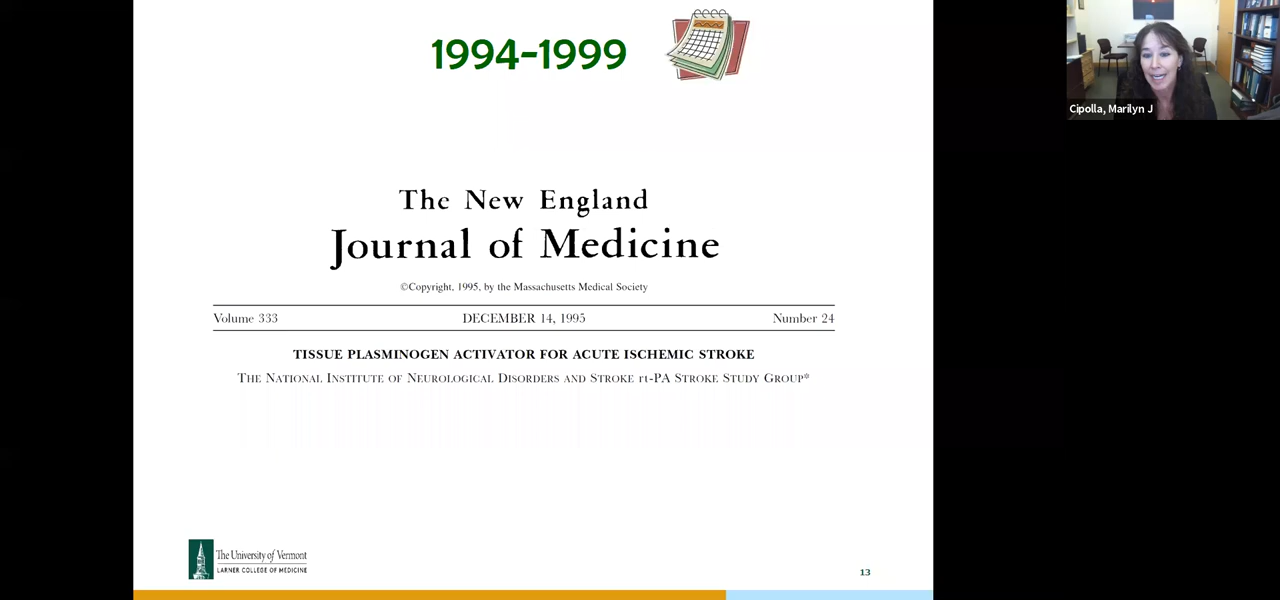 1994-1999
Cipolla, Marilyn J
The New England
Journal of Medicine
©Copyright, 1995, by the Massachusetts Medical Society
Volume 333 DECEMBER 14, 1995 Number 24
TISSUE PLASMINOGEN ACTIVATOR FOR ACUTE ISCHEMIC STROKE
THE NATIONAL INSTITUTE OF NEUROLOGICAL DISORDERS AND STROKE rt-PA STROKE STUDY GROUP*
The University of Vermont
LARNER COLLEGE OF MEDICINE
13